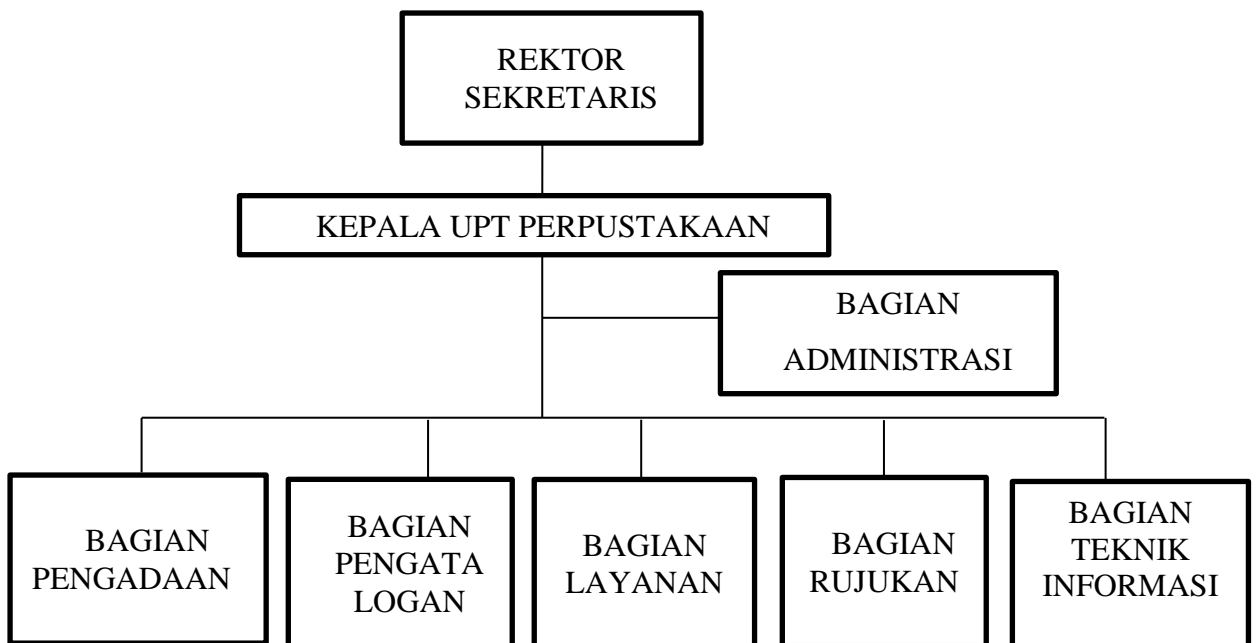 REKTOR
SEKRETARIS
KEPALA UPT PERPUSTAKAAN
BAGIAN
ADMINISTRASI
BAGIAN
PENGADAAN
BAGIAN
PENGATA
LOGAN
BAGIAN
LAYANAN
BAGIAN
RUJUKAN
BAGIAN
TEKNIK
INFORMASI